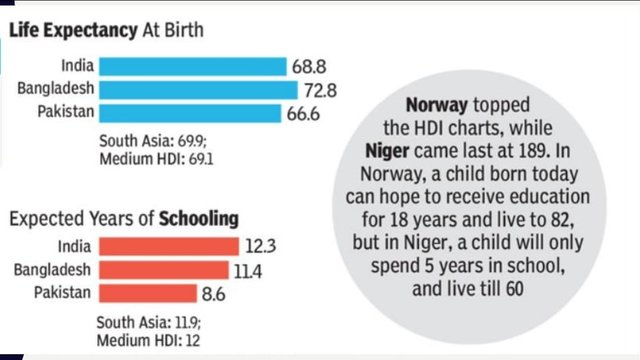 Life Expectancy At Birth
India 68.8
Bangladesh 72.8
Pakistan 66.6
South Asia: 69.9;
Medium HDI: 69.1
Expected Years of Schooling
India 12.3
Bangladesh 11.4
Pakistan 8.6
South Asia: 11.9;
Medium HDI: 12
Norway topped
the HDI charts, while
Niger came last at 189. In
Norway, a child born today
can hope to receive education
for 18 years and live to 82,
but in Niger, a child will only
spend 5 years in school,
and live till 60